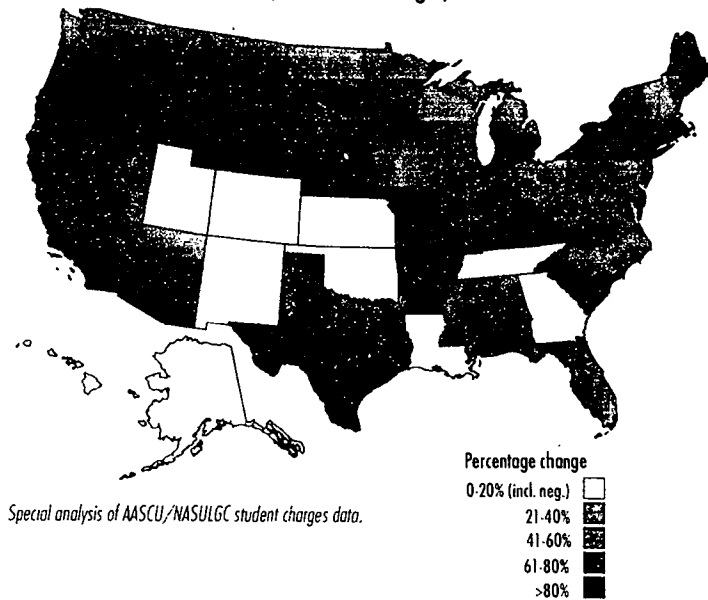 Percentage change
0-20% (incl. neg.)
21-40%
41-60%
61-80%
>80%
Special analysis of AASCU/NASULGC student charges data.